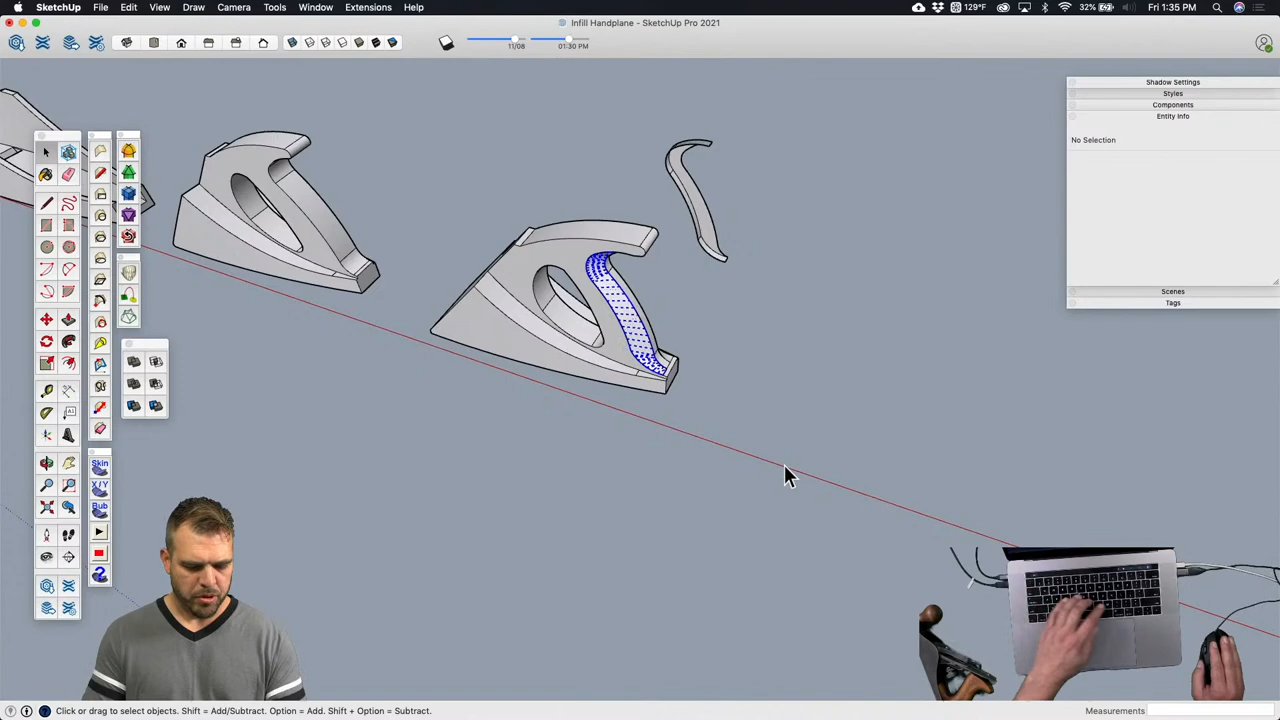 SketchUp File Edit View Draw Camera Tools Window Extensions Help
129°F 32% Fri 1:35 PM
Infill Handplane - SketchUp Pro 2021
11/08 01:30 PM
Shadow Settings
Styles
Components
Entity Info
No Selection
Scenes
Tags
A1
Skin
X/Y
Bub
?
Click or drag to select objects. Shift = Add/Subtract. Option = Add. Shift + Option = Subtract.
Measurements